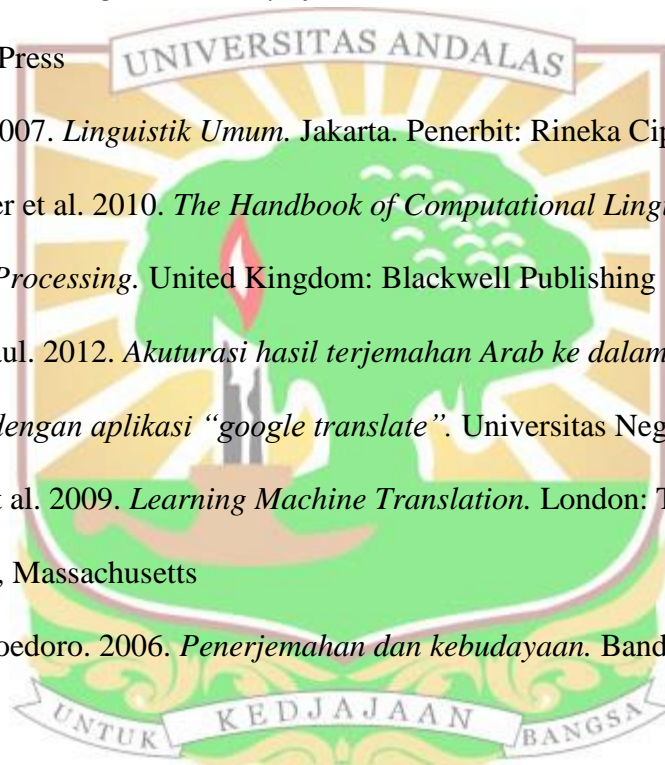 Press
UNIVERSITAS ANDALAS
007. Linguistik Umum. Jakarta. Penerbit: Rineka Cip
er et al. 2010. The Handbook of Computational Ling
Processing. United Kingdom: Blackwell Publishing
ul. 2012. Akuturasi hasil terjemahan Arab ke dalam
dengan aplikasi “google translate”. Universitas Neg
t al. 2009. Learning Machine Translation. London: T
, Massachusetts
oedoro. 2006. Penerjemahan dan kebudayaan. Band
UNTUK KEDJAJAAN BANGSA